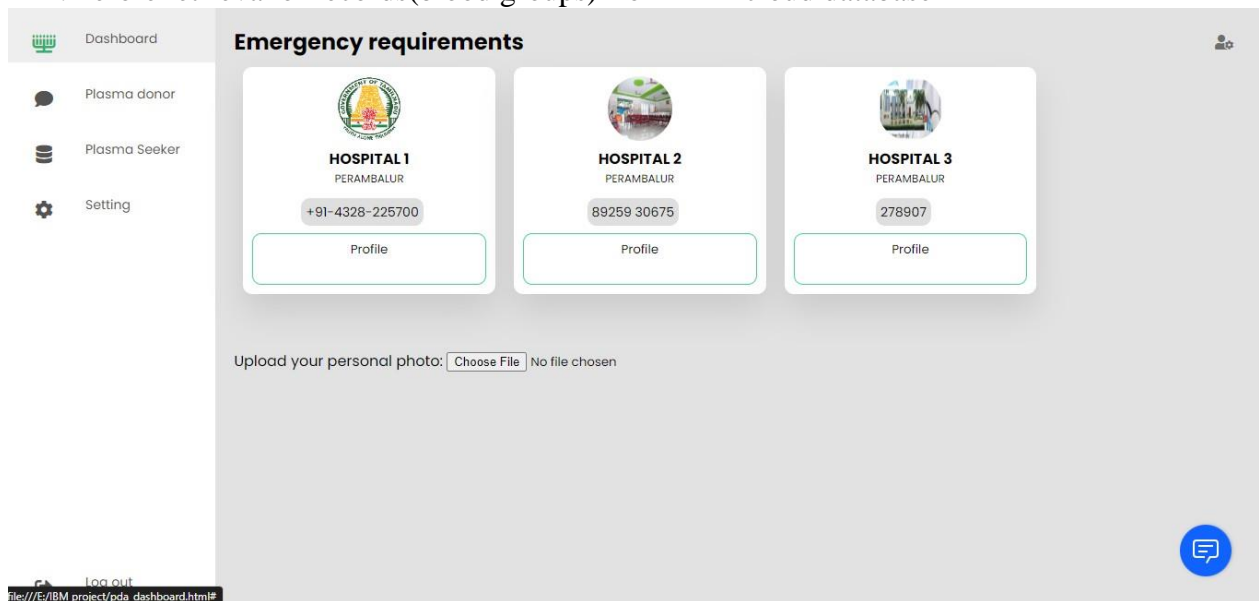 Dashboard
Plasma donor
Plasma Seeker
Setting
Log out
Emergency requirements
HOSPITAL 1
PERAMBALUR
+91-4328-225700
Profile
HOSPITAL 2
PERAMBALUR
89259 30675
Profile
HOSPITAL 3
PERAMBALUR
278907
Profile
Upload your personal photo: Choose File No file chosen
file:///E:/IBM project/pda_dashboard.html#